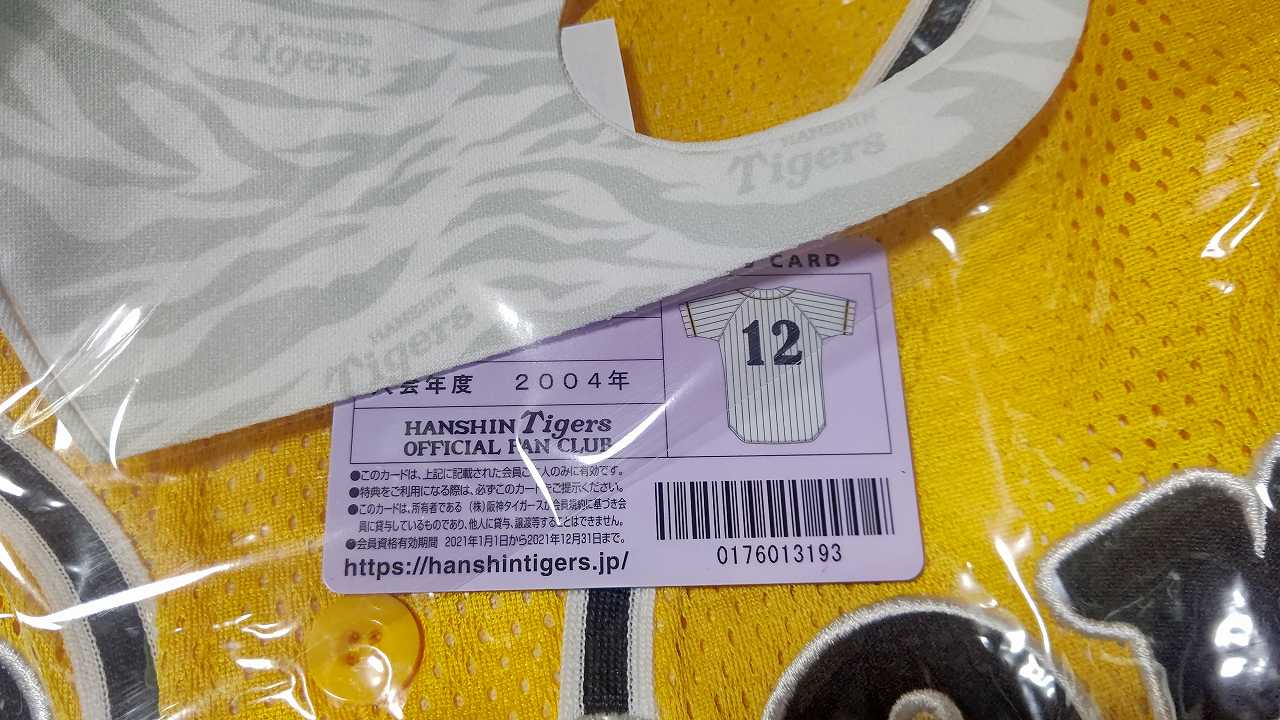 HANSHIN
Tigers
HANSHIN
Tigers
HANSHIN
Tigers
CARD
12
会年度 2004年
HANSHIN Tigers
OFFICIAL FAN CLUB
●このカードは、上記に記載された会員ご本人のみに有効です。
●特典をご利用になる際は、必ずこのカードをご提示ください。
●このカードは、所有者である(株)阪神タイガースが会員規約に基づき会
員に貸与しているものであり、他人に貸与、譲渡等することはできません。
●会員資格有効期間 2021年1月1日から2021年12月31日まで。
https://hanshintigers.jp/
0176013193